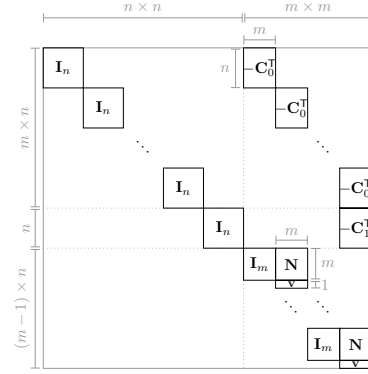 n × n m × m
m
I_n −C_0^T
n
I_n −C_0^T
m × n
⋱ ⋱
I_n −C_0^T
n I_n −C_1^T
m
I_m N m
v 1
(m − 1) × n
⋱ ⋱
I_m N
v